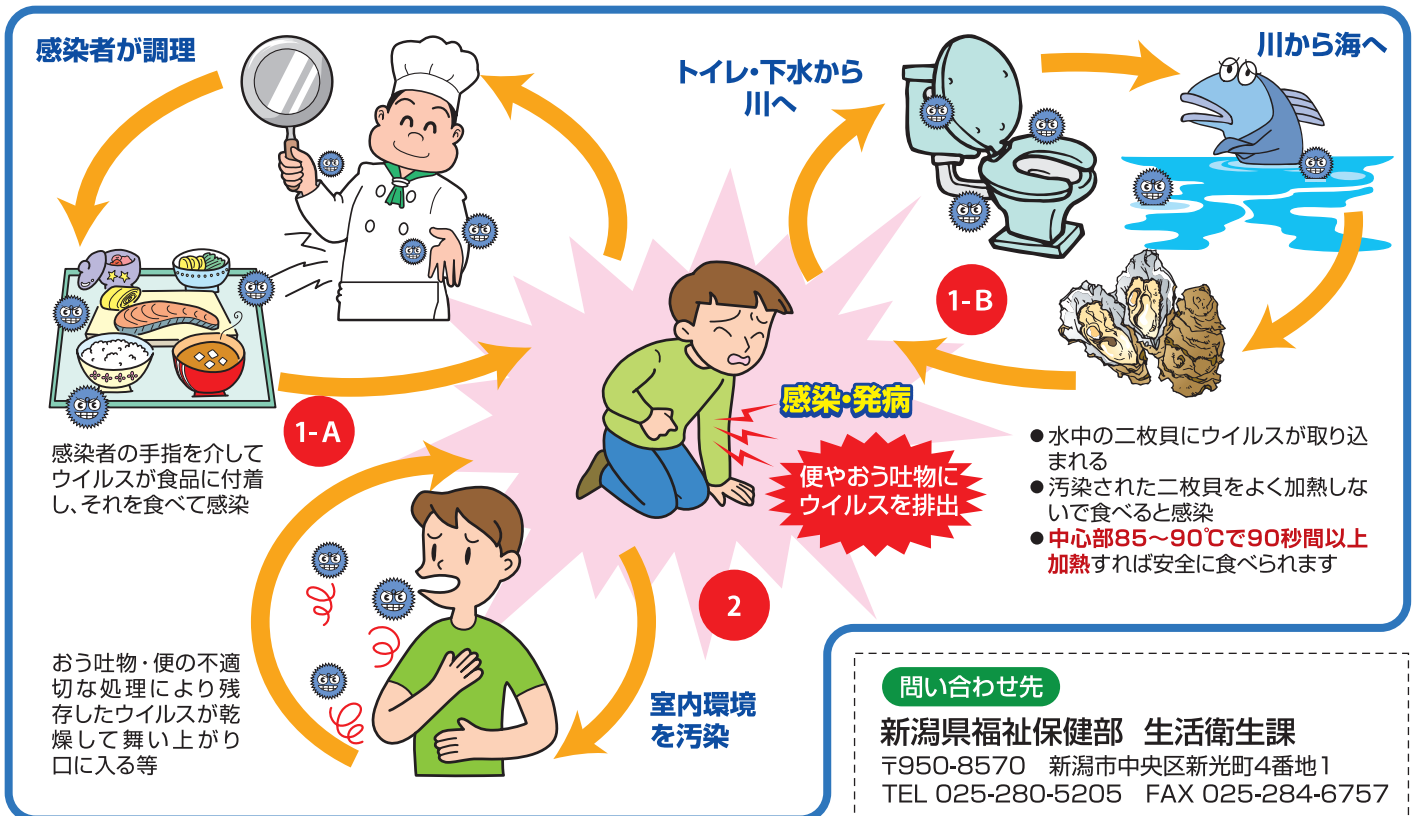 感染者が調理
感染者の手指を介して
ウイルスが食品に付着
し、それを食べて感染
1-A
トイレ・下水から
川へ
川から海へ
1-B
●水中の二枚貝にウイルスが取り込
まれる
●汚染された二枚貝をよく加熱しな
いで食べると感染
●中心部85〜90℃で90秒間以上
加熱すれば安全に食べられます
感染・発病
便やおう吐物に
ウイルスを排出
2
室内環境
を汚染
おう吐物・便の不適
切な処理により残
存したウイルスが乾
燥して舞い上がり
口に入る等
問い合わせ先
新潟県福祉保健部 生活衛生課
〒950-8570 新潟市中央区新光町4番地1
TEL 025-280-5205 FAX 025-284-6757